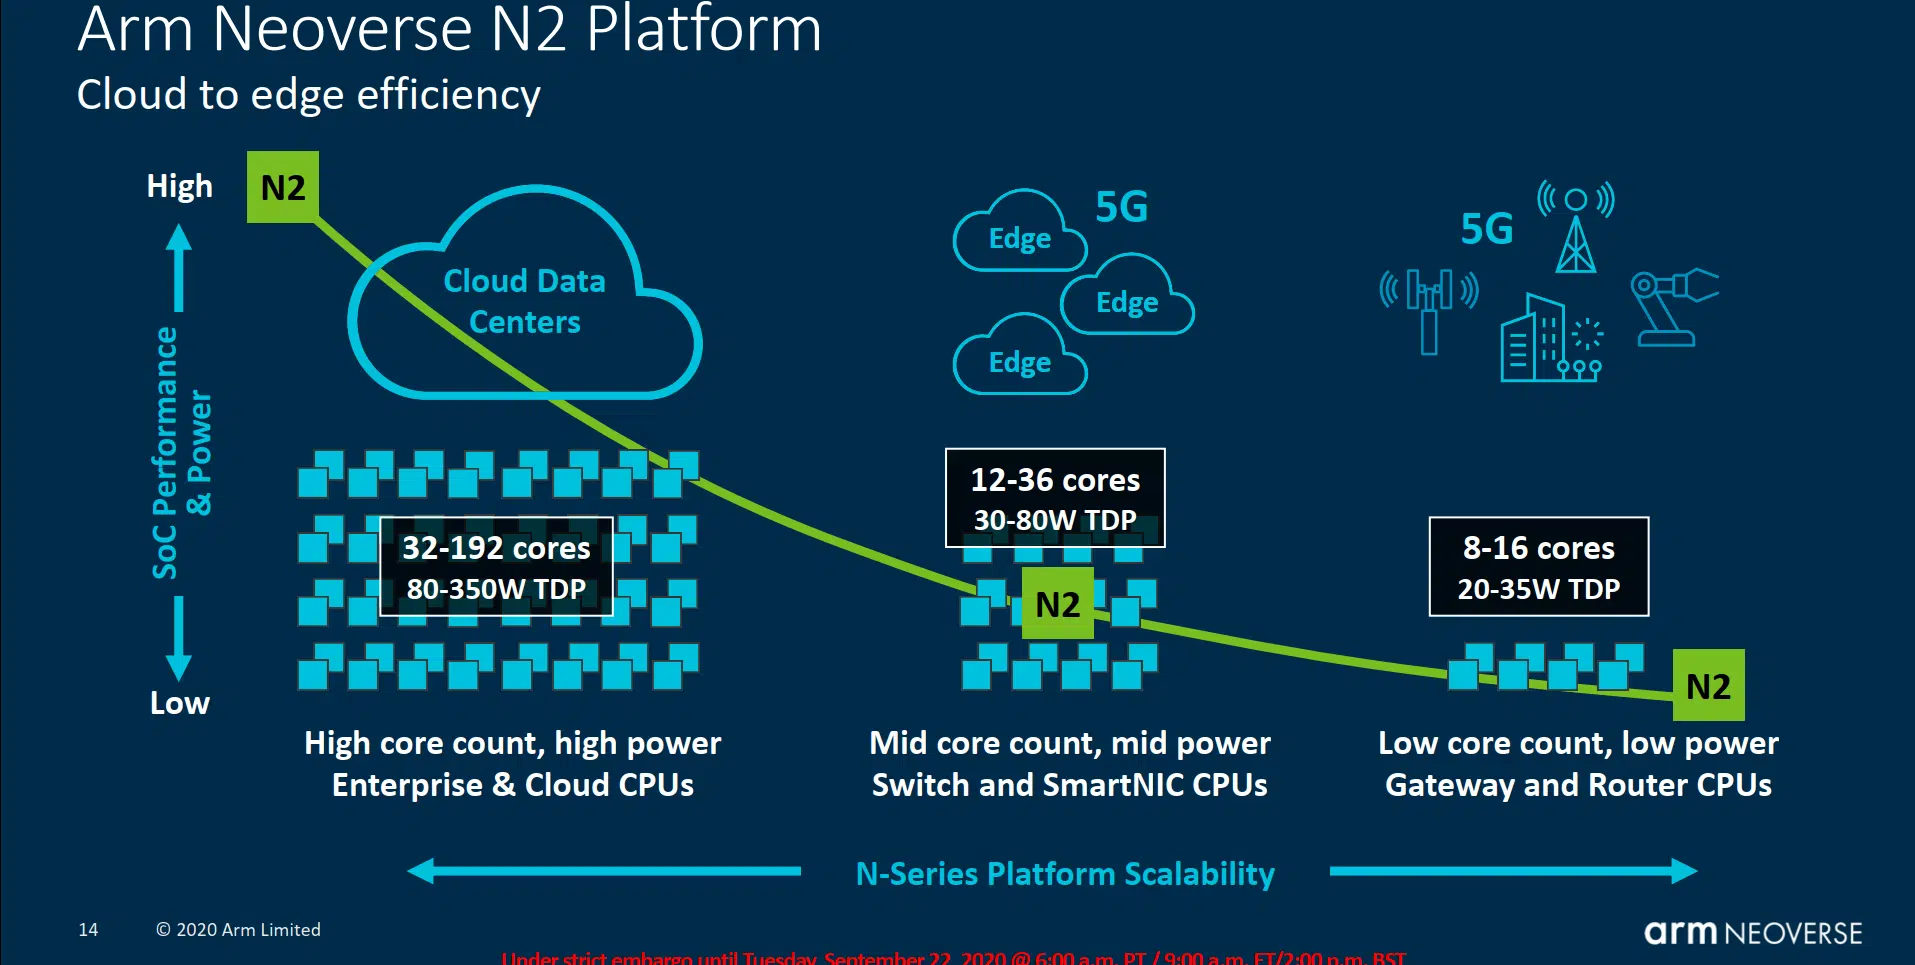 Arm Neoverse N2 Platform
Cloud to edge efficiency
High
N2
Cloud Data
Centers
Edge
5G
Edge
Edge
5G
SoC Performance
& Power
32-192 cores
80-350W TDP
12-36 cores
30-80W TDP
N2
8-16 cores
20-35W TDP
N2
Low
High core count, high power
Enterprise & Cloud CPUs
Mid core count, mid power
Switch and SmartNIC CPUs
Low core count, low power
Gateway and Router CPUs
N-Series Platform Scalability
14
© 2020 Arm Limited
arm NEOVERSE
Under strict embargo until Tuesday, September 22, 2020 @ 6:00 a.m. PT / 9:00 a.m. ET/2:00 p.m. BST